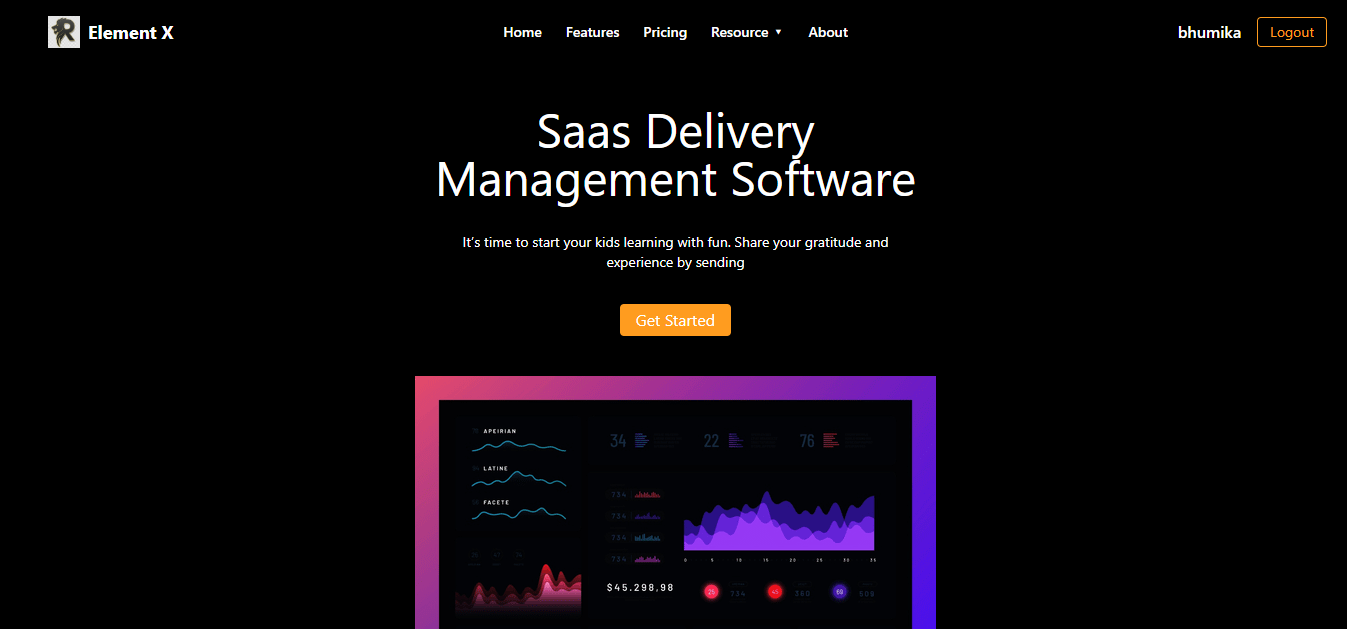 Element X
Home Features Pricing Resource ▼ About
bhumika Logout
Saas Delivery
Management Software
It’s time to start your kids learning with fun. Share your gratitude and
experience by sending
Get Started
APEIRIAN
LATINE
FACETE
34 22 76
734
734
734
734
0 5 10 15 20 25 30 35
$45.298,98
25 734 45 360 69 509